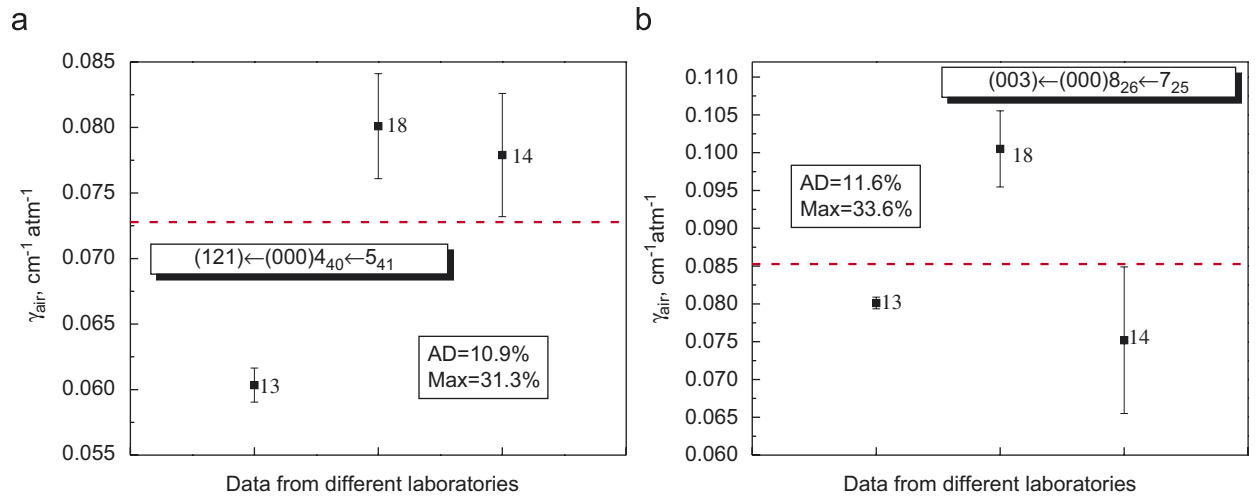 a
0.085
0.080
0.075
0.070
0.065
0.060
0.055
γair, cm-1 atm-1
18
14
(121)←(000)440←541
13
AD=10.9%
Max=31.3%
Data from different laboratories
b
0.110
0.105
0.100
0.095
0.090
0.085
0.080
0.075
0.070
0.065
0.060
γair, cm-1atm-1
(003)←(000)826←725
18
AD=11.6%
Max=33.6%
13
14
Data from different laboratories